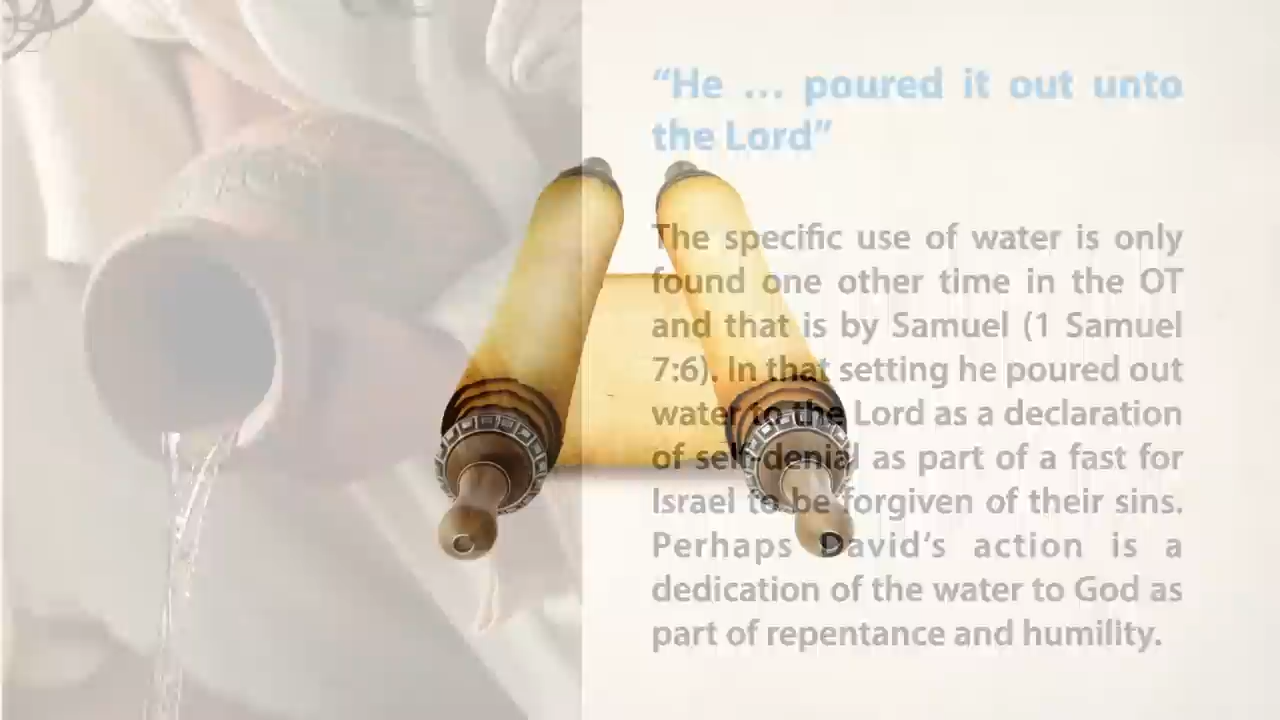 “He … poured it out unto
the Lord”
The specific use of water is only
found one other time in the OT
and that is by Samuel (1 Samuel
7:6). In that setting he poured out
water to the Lord as a declaration
of self-denial as part of a fast for
Israel to be forgiven of their sins.
Perhaps David’s action is a
dedication of the water to God as
part of repentance and humility.